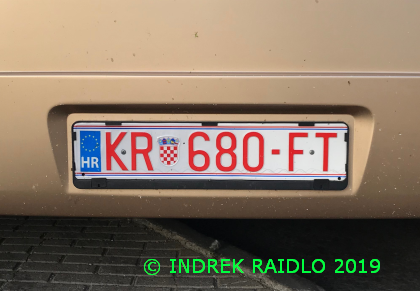 HR KR 680-FT
© INDREK RAIDLO 2019